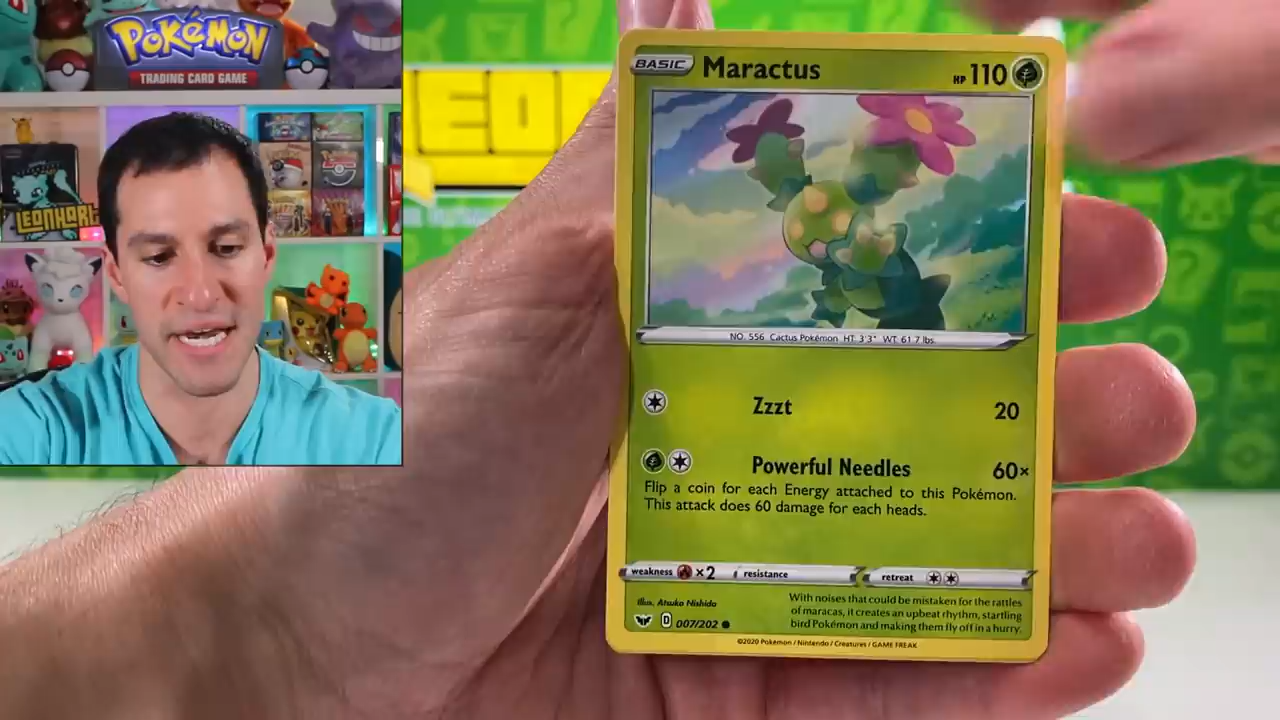 POKéMON
TRADING CARD GAME
LEONHART
EON
BASIC
Maractus
HP 110
NO. 556 Cactus Pokémon HT: 3'3" WT: 61.7 lbs.
Zzzt 20
Powerful Needles 60×
Flip a coin for each Energy attached to this Pokémon.
This attack does 60 damage for each heads.
weakness ×2 resistance retreat
Illus. Atsuko Nishida
D 007/202
With noises that could be mistaken for the rattles
of maracas, it creates an upbeat rhythm, startling
bird Pokémon and making them fly off in a hurry.
©2020 Pokémon / Nintendo / Creatures / GAME FREAK